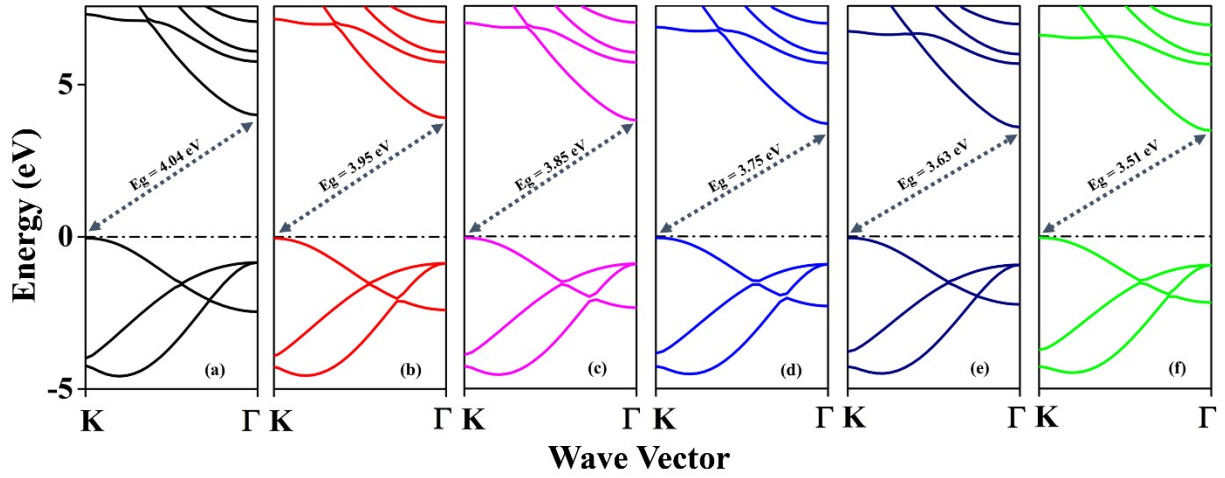 Energy (eV)
5
0
-5
Eg = 4.04 eV
Eg = 3.95 eV
Eg = 3.85 eV
Eg = 3.75 eV
Eg = 3.63 eV
Eg = 3.51 eV
(a)
(b)
(c)
(d)
(e)
(f)
K Γ K Γ K Γ K Γ K Γ K Γ
Wave Vector